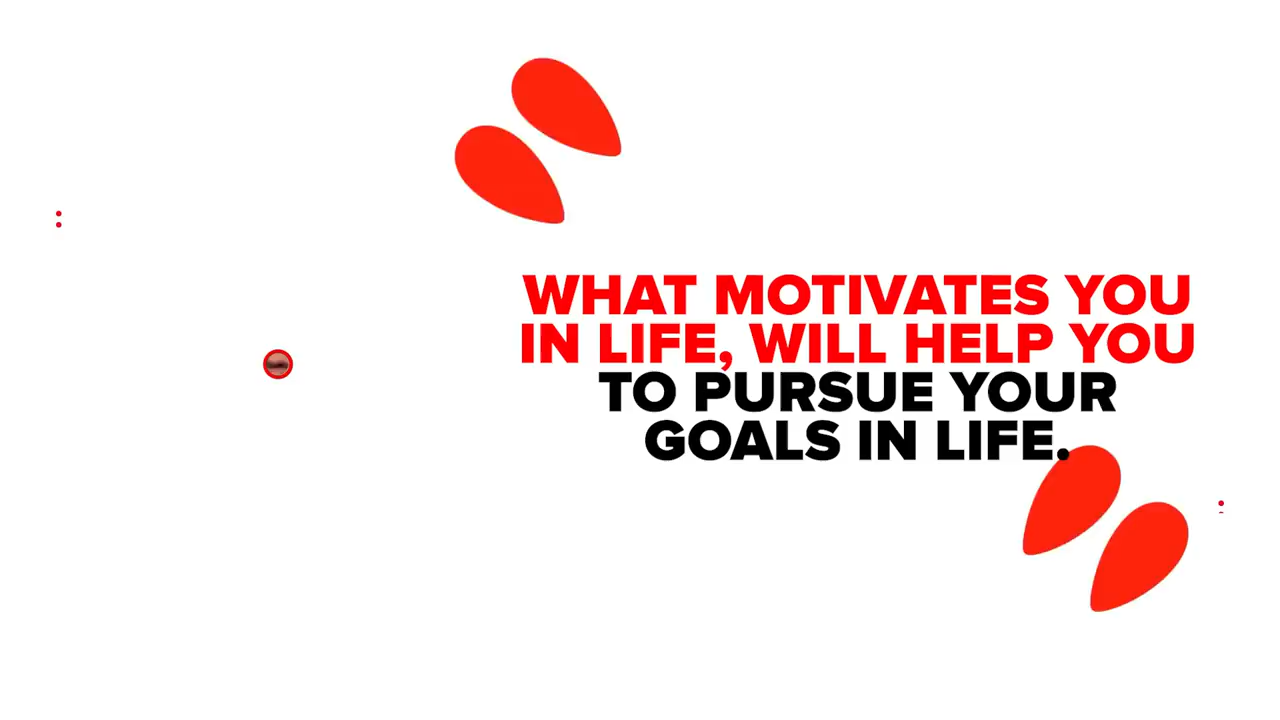 WHAT MOTIVATES YOU
IN LIFE, WILL HELP YOU
TO PURSUE YOUR
GOALS IN LIFE.